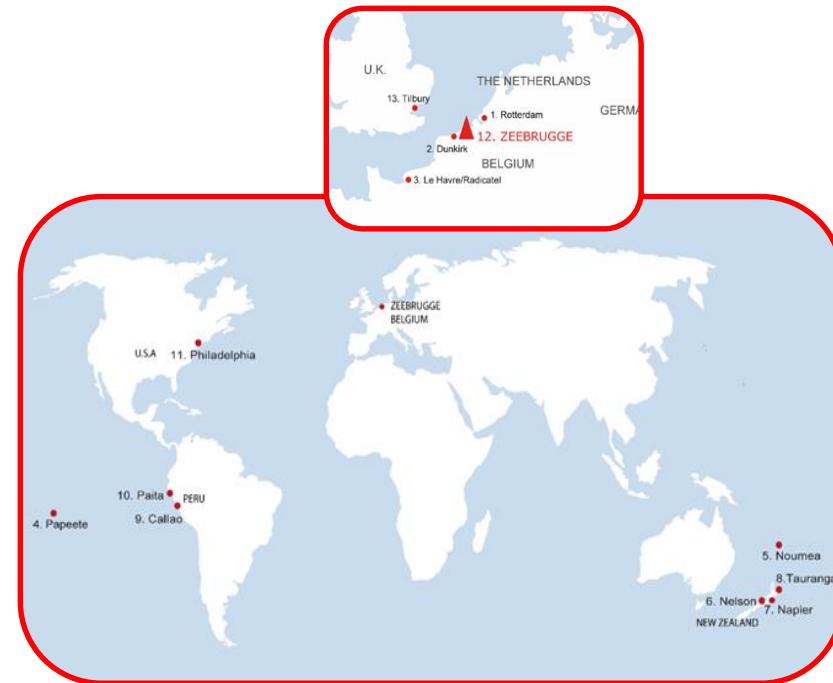 U.K.
THE NETHERLANDS
13. Tilbury
GERMA
1. Rotterdam
12. ZEEBRUGGE
2. Dunkirk
BELGIUM
3. Le Havre/Radicatel
ZEEBRUGGE
BELGIUM
U.S.A
11. Philadelphia
10. Paita
PERU
9. Callao
4. Papeete
5. Noumea
8.Tauranga
6. Nelson
7. Napier
NEW ZEALAND